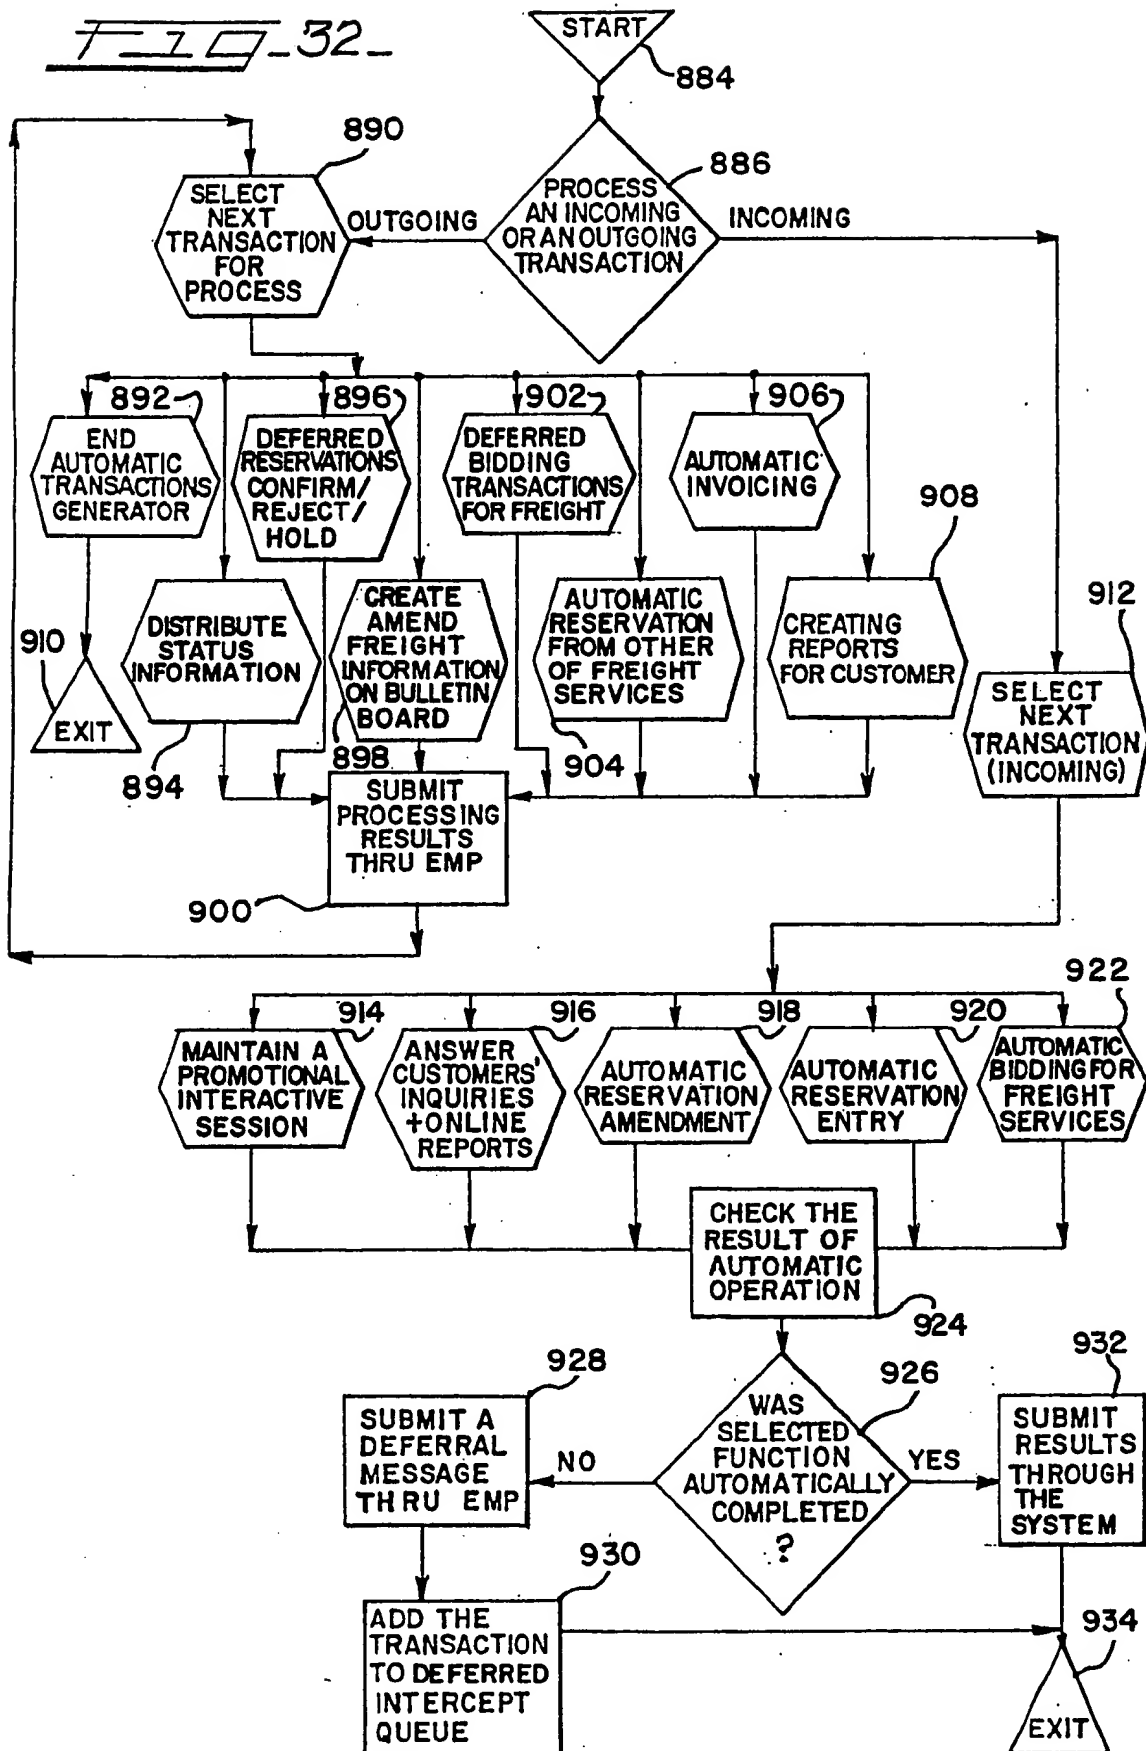 Fig-32-
START
884
890
886
SELECT
NEXT
TRANSACTION
FOR
PROCESS
OUTGOING
PROCESS
AN INCOMING
OR AN OUTGOING
TRANSACTION
INCOMING
892
896
902
906
END
AUTOMATIC
TRANSACTIONS
GENERATOR
DEFERRED
RESERVATIONS
CONFIRM/
REJECT/
HOLD
DEFERRED
BIDDING
TRANSACTIONS
FOR FREIGHT
AUTOMATIC
INVOICING
908
910
EXIT
DISTRIBUTE
STATUS
INFORMATION
894
CREATE
AMEND
FREIGHT
INFORMATION
ON BULLETIN
BOARD
898
AUTOMATIC
RESERVATION
FROM OTHER
OF FREIGHT
SERVICES
904
CREATING
REPORTS
FOR CUSTOMER
912
SELECT
NEXT
TRANSACTION
(INCOMING)
SUBMIT
PROCESSING
RESULTS
THRU EMP
900
914
916
918
920
922
MAINTAIN A
PROMOTIONAL
INTERACTIVE
SESSION
ANSWER
CUSTOMERS'
INQUIRIES
+ONLINE
REPORTS
AUTOMATIC
RESERVATION
AMENDMENT
AUTOMATIC
RESERVATION
ENTRY
AUTOMATIC
BIDDING FOR
FREIGHT
SERVICES
CHECK THE
RESULT OF
AUTOMATIC
OPERATION
924
928
926
932
SUBMIT A
DEFERRAL
MESSAGE
THRU EMP
NO
WAS
SELECTED
FUNCTION
AUTOMATICALLY
COMPLETED
?
YES
SUBMIT
RESULTS
THROUGH
THE
SYSTEM
930
ADD THE
TRANSACTION
TO DEFERRED
INTERCEPT
QUEUE
934
EXIT